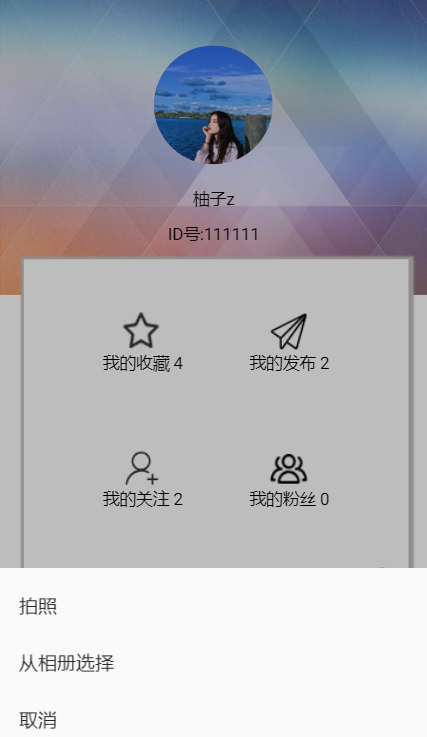 柚子z
ID号:111111
我的收藏 4
我的发布 2
我的关注 2
我的粉丝 0
拍照
从相册选择
取消